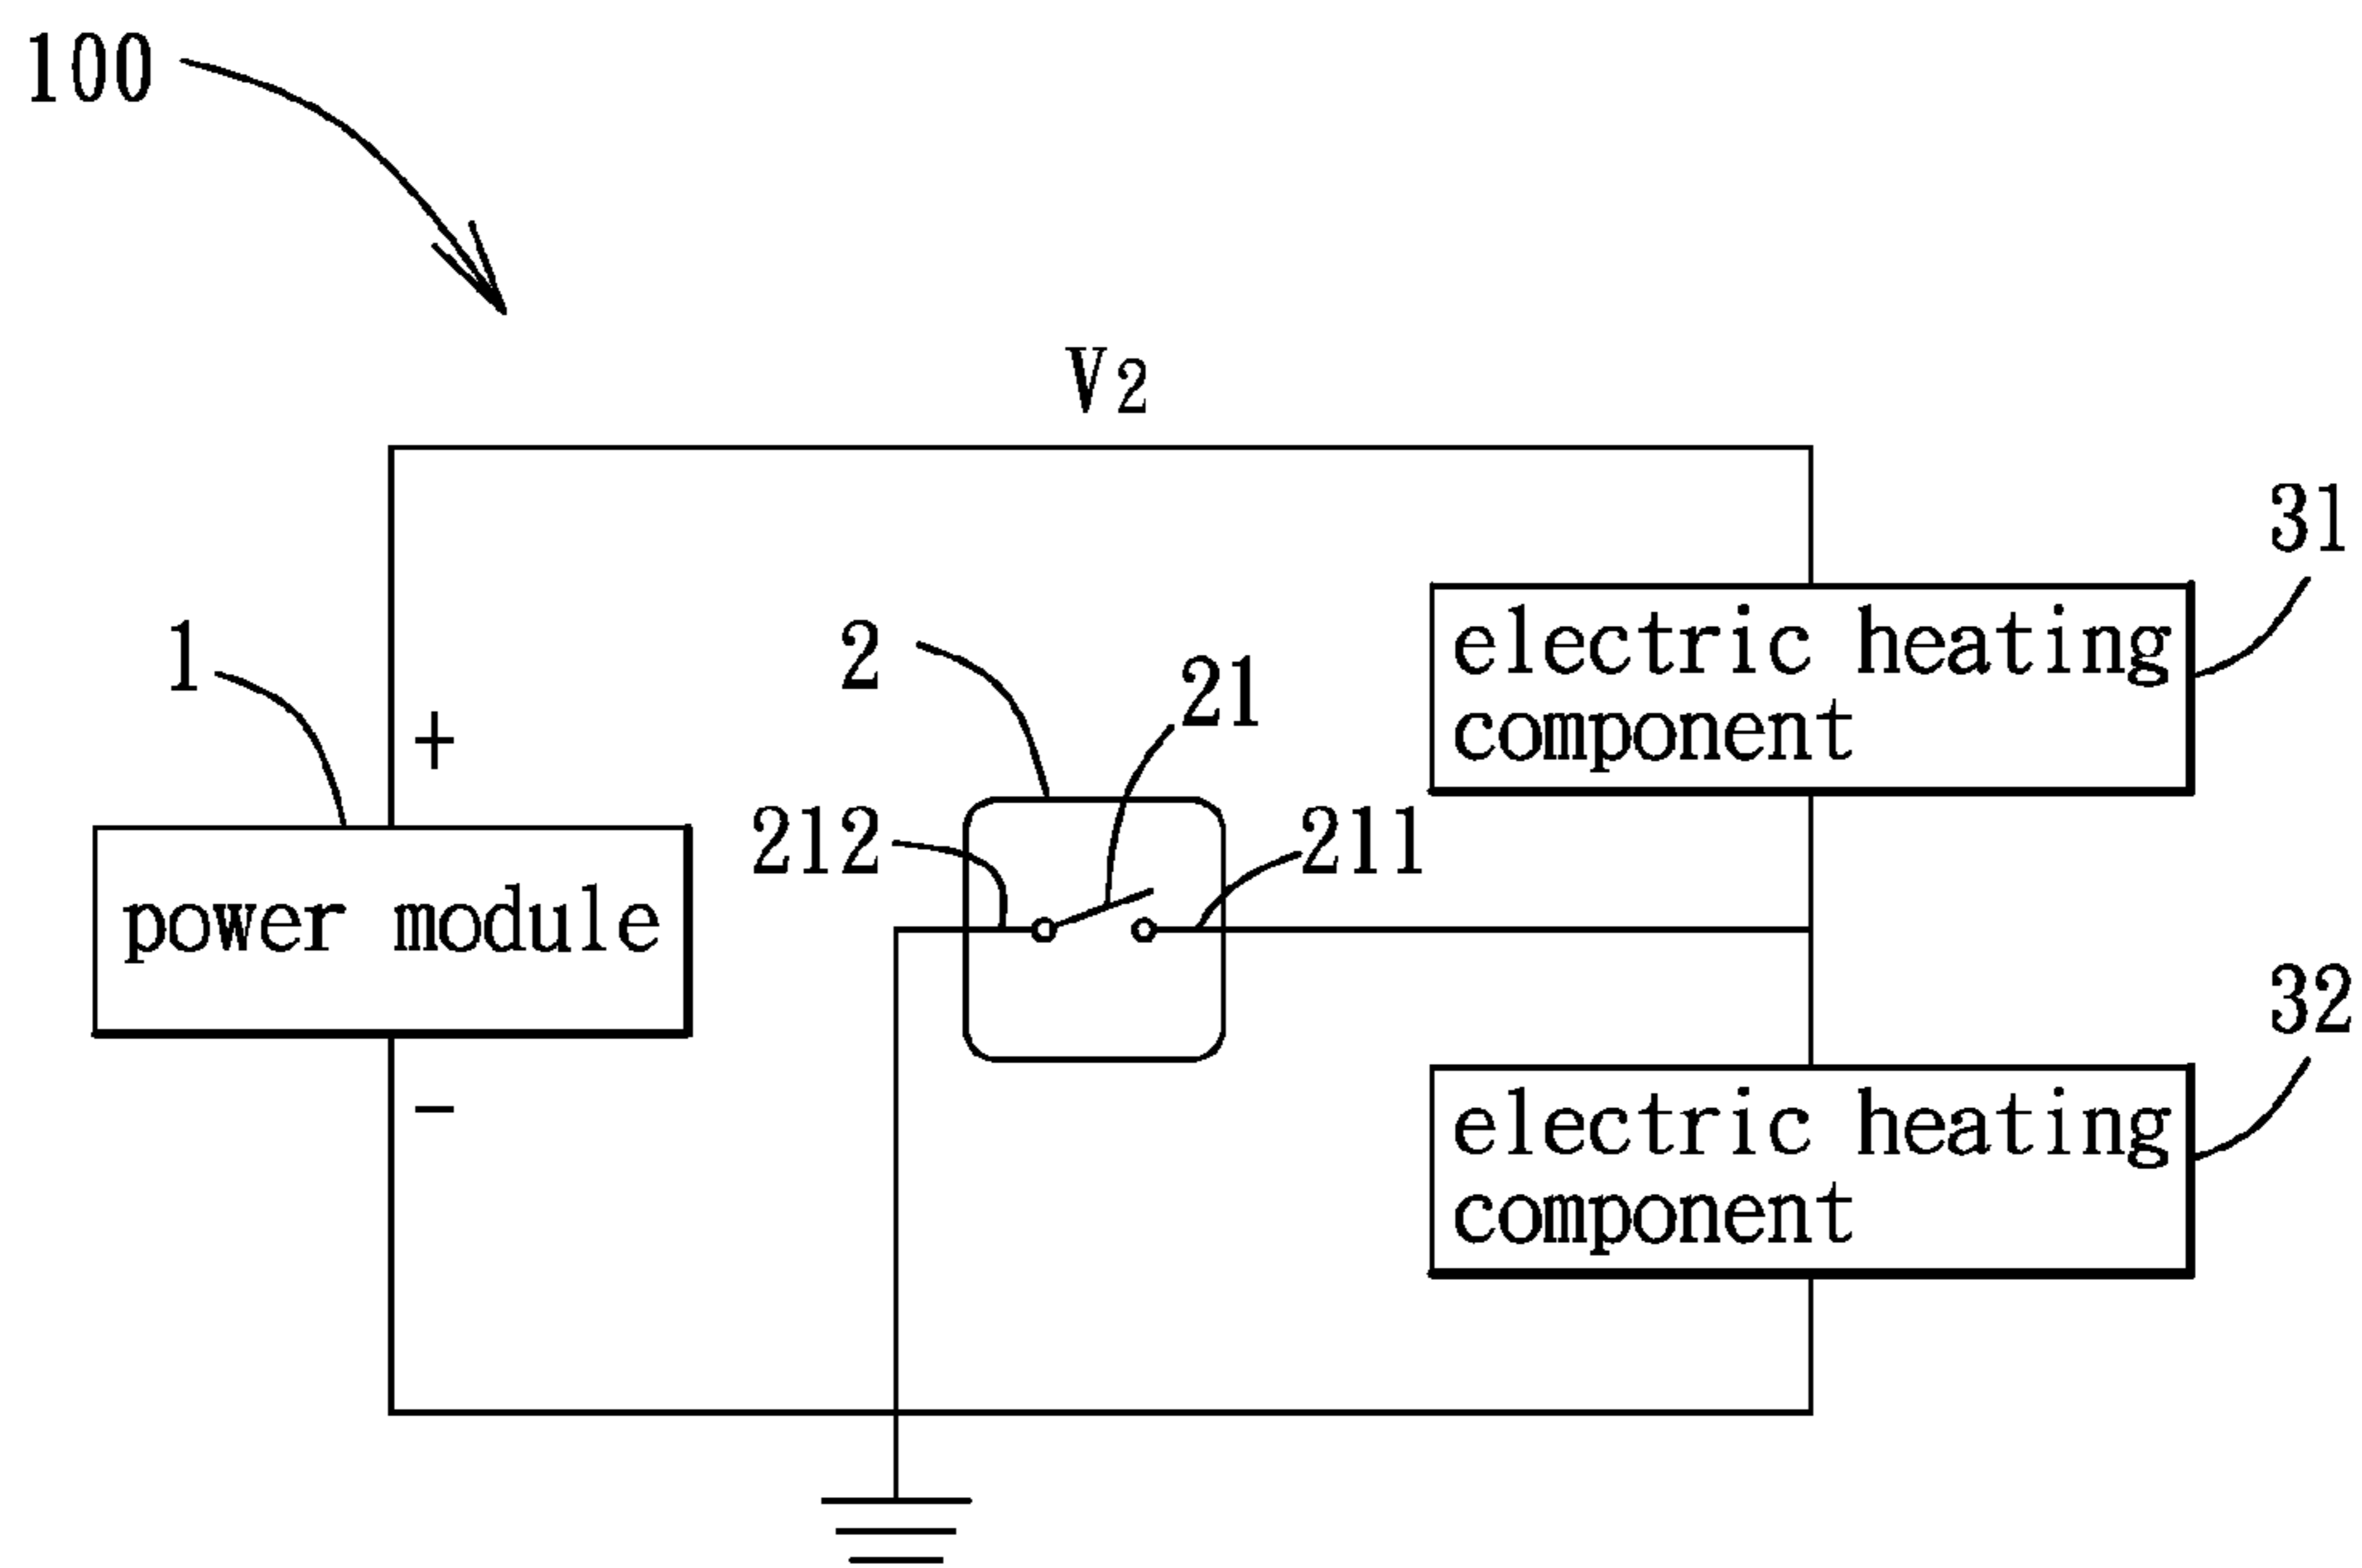 100
V2
31
electric heating
component
1
+
2
21
212
211
power module
32
-
electric heating
component